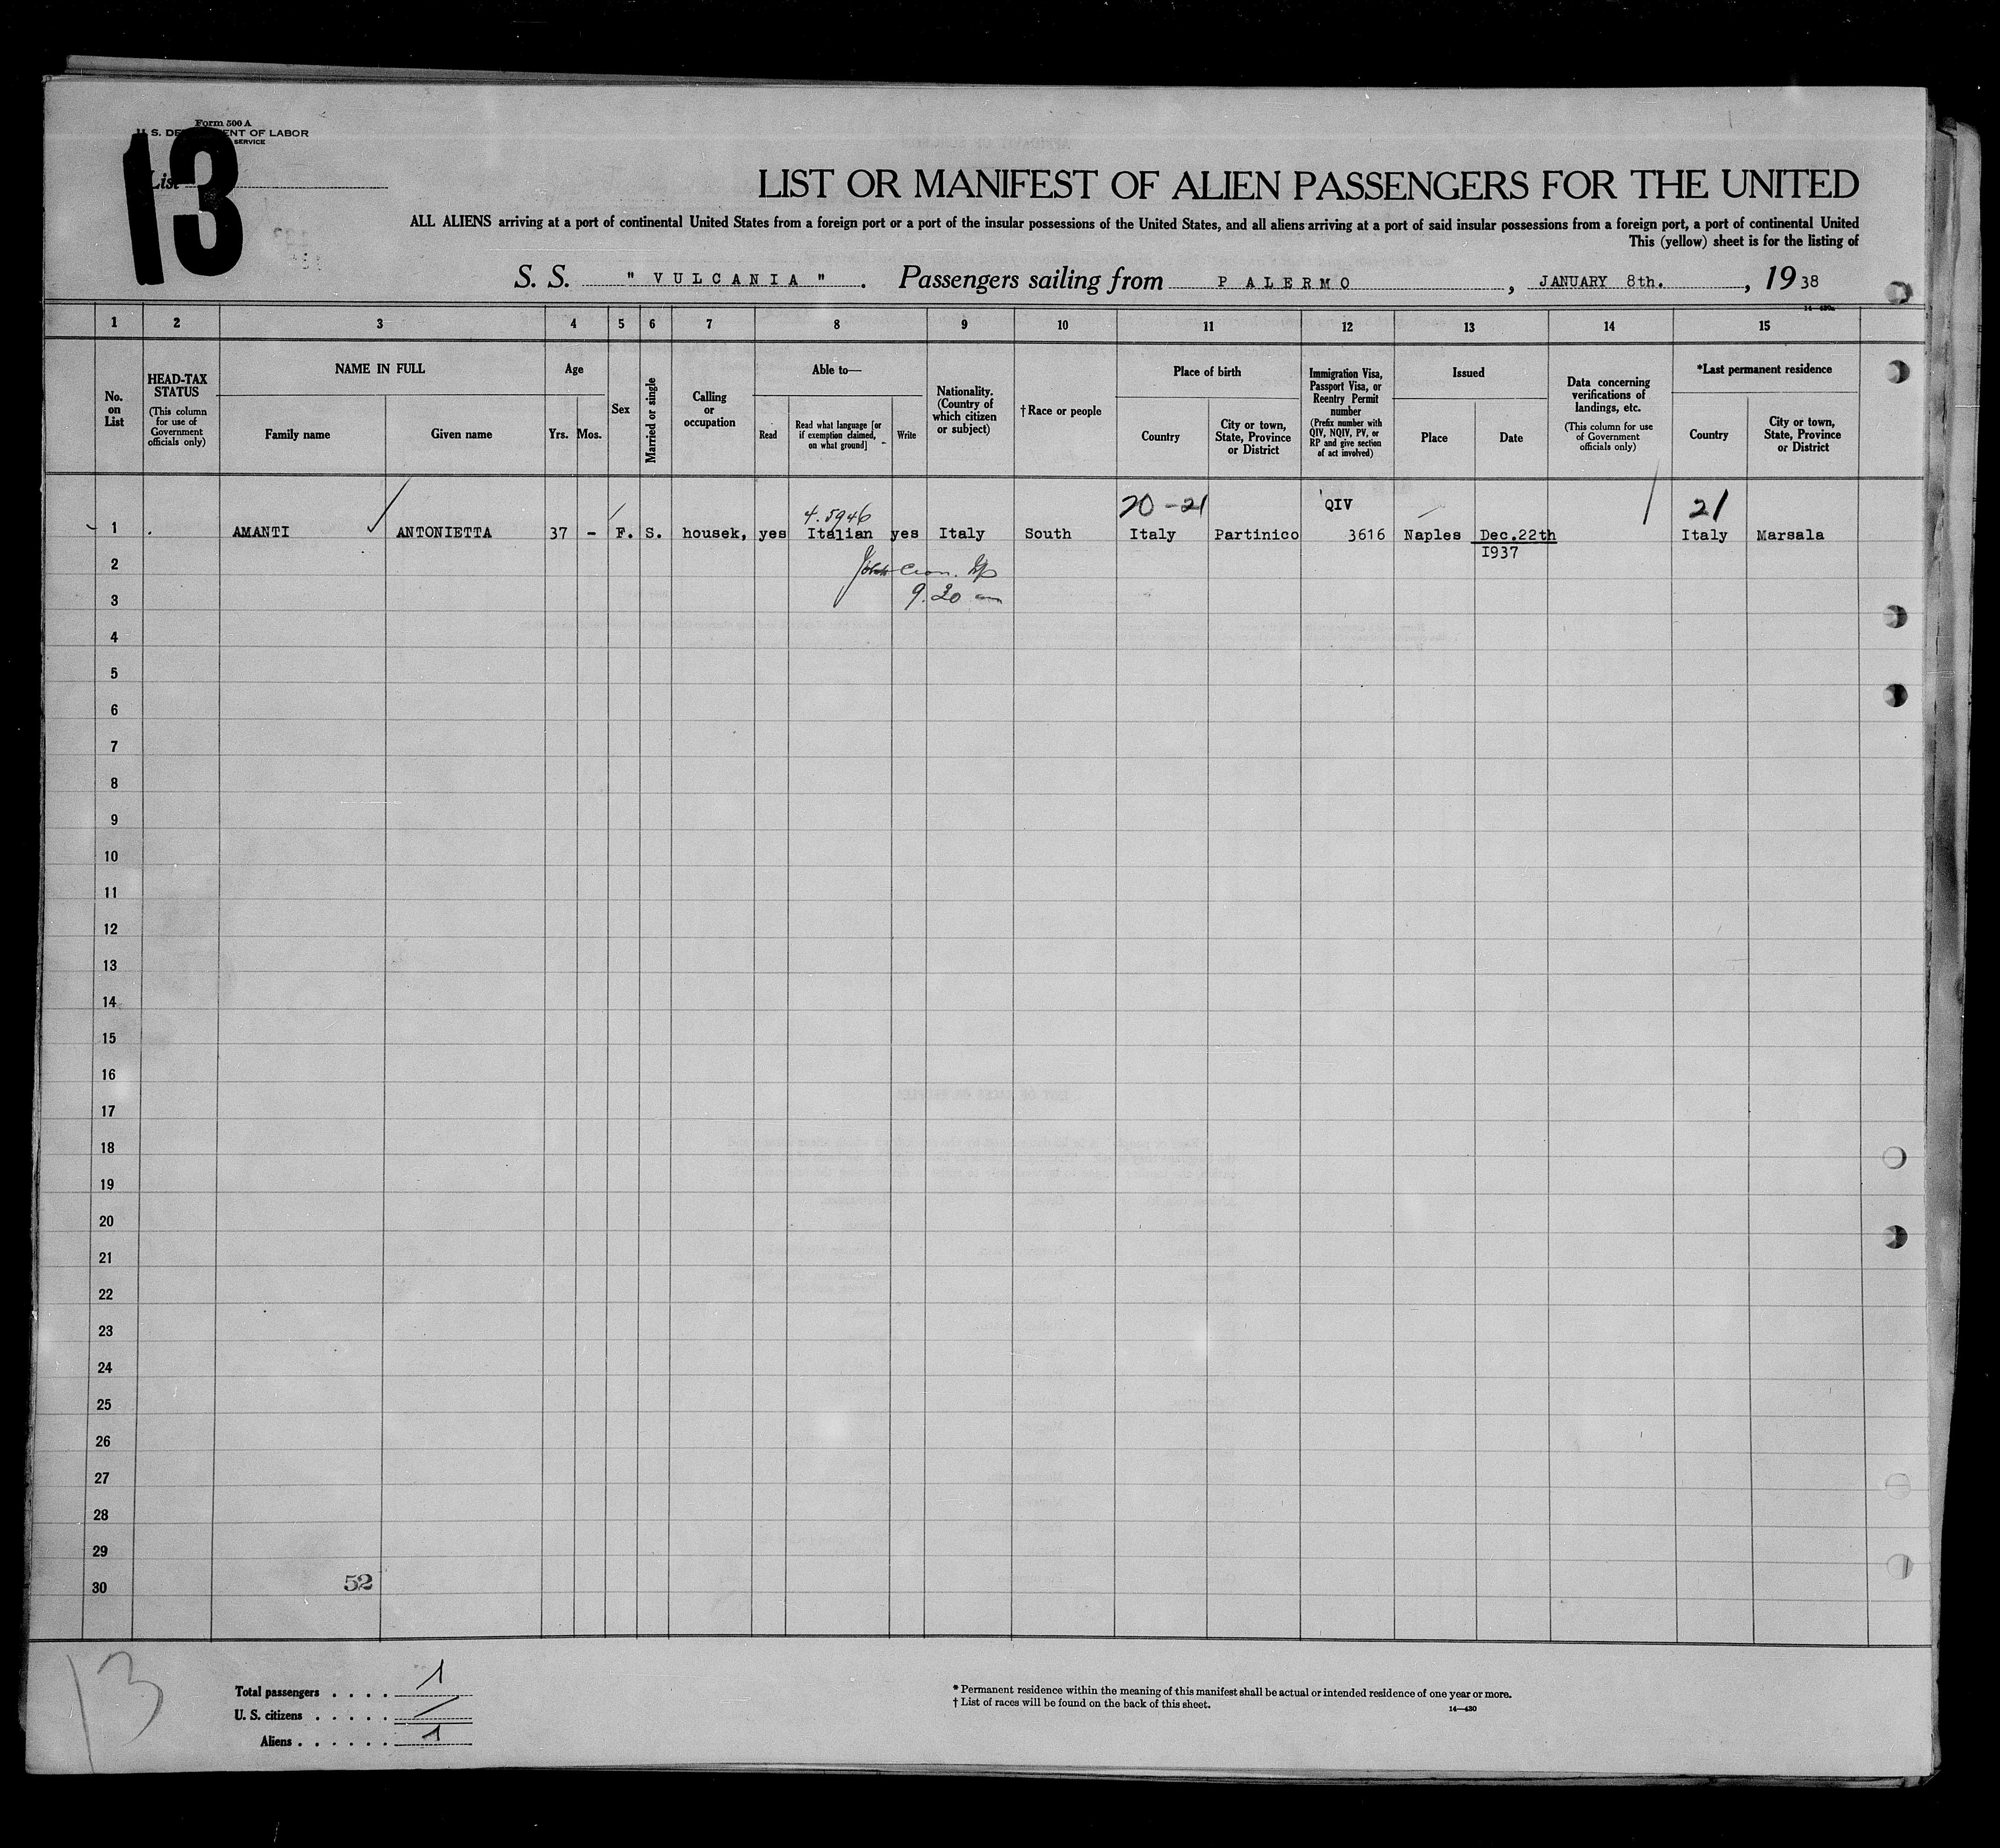 Form 500 A
U. S. DEPARTMENT OF LABOR
SERVICE
List
13
LIST OR MANIFEST OF ALIEN PASSENGERS FOR THE UNITED
ALL ALIENS arriving at a port of continental United States from a foreign port or a port of the insular possessions of the United States, and all aliens arriving at a port of said insular possessions from a foreign port, a port of continental United
This (yellow) sheet is for the listing of
S. S. " VULCANIA " . Passengers sailing from PALERMO , JANUARY 8th. , 19 38
14—430a
1 2 3 4 5 6 7 8 9 10 11 12 13 14 15
No. on List
HEAD-TAX STATUS (This column for use of Government officials only)
NAME IN FULL
Family name
Given name
Age
Yrs. Mos.
Sex
Married or single
Calling or occupation
Able to—
Read
Read what language [or if exemption claimed, on what ground]
Write
Nationality. (Country of which citizen or subject)
†Race or people
Place of birth
Country
City or town, State, Province or District
Immigration Visa, Passport Visa, or Reentry Permit number (Prefix number with QIV, NQIV, PV, or RP and give section of act involved)
Issued
Place
Date
Data concerning verifications of landings, etc. (This column for use of Government officials only)
*Last permanent residence
Country
City or town, State, Province or District
4.5946 20-21 QIV 21
1 AMANTI ANTONIETTA 37 - F. S. housek, yes Italian yes Italy South Italy Partinico 3616 Naples Dec.22th Italy Marsala
I937
2
9.20 am
3
4
5
6
7
8
9
10
11
12
13
14
15
16
17
18
19
20
21
22
23
24
25
26
27
28
29
30 52
13
Total passengers . . . . 1
U. S. citizens . . . . . /
Aliens . . . . . . 1
* Permanent residence within the meaning of this manifest shall be actual or intended residence of one year or more.
† List of races will be found on the back of this sheet.
14—430